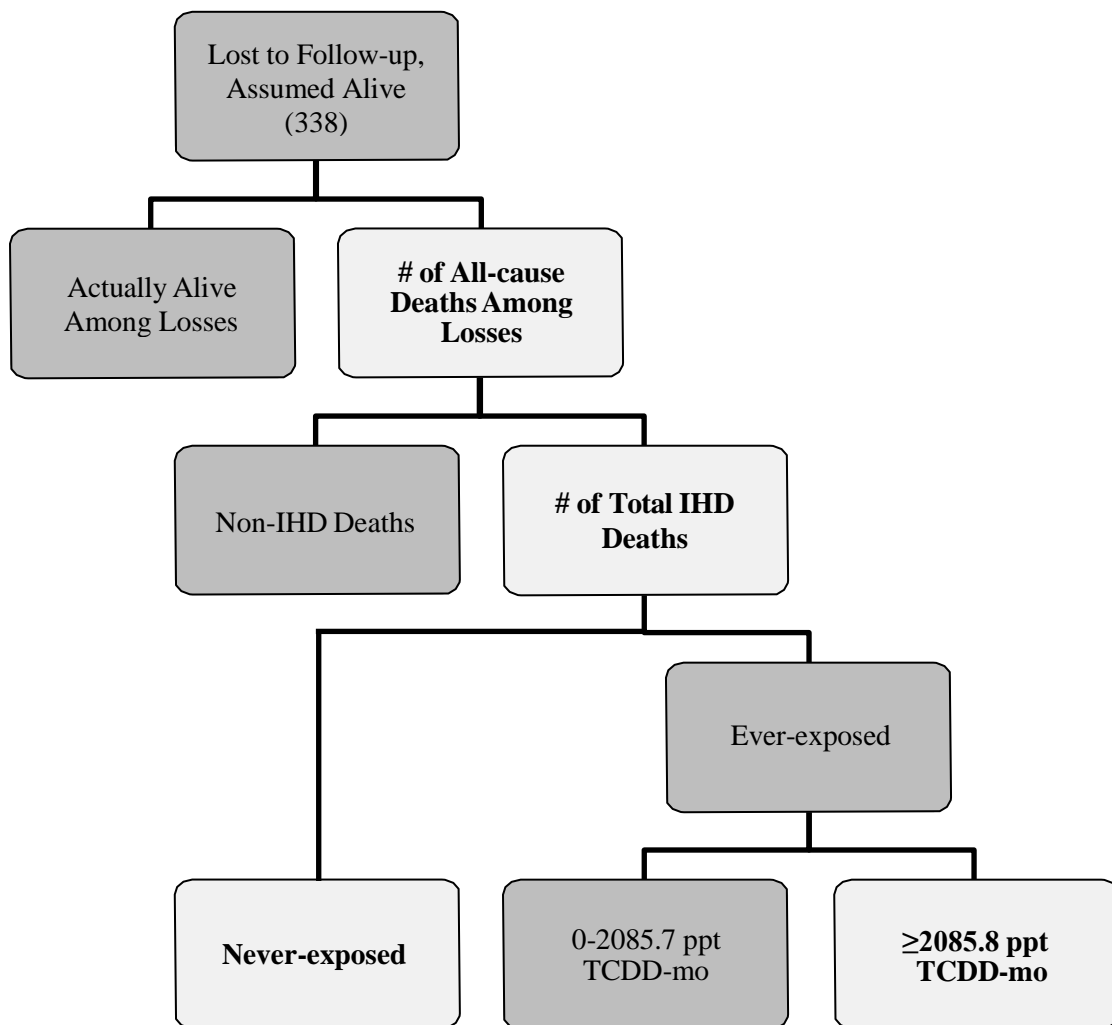 Lost to Follow-up,
Assumed Alive
(338)
Actually Alive
Among Losses
# of All-cause
Deaths Among
Losses
Non-IHD Deaths
# of Total IHD
Deaths
Ever-exposed
Never-exposed
0-2085.7 ppt
TCDD-mo
≥2085.8 ppt
TCDD-mo